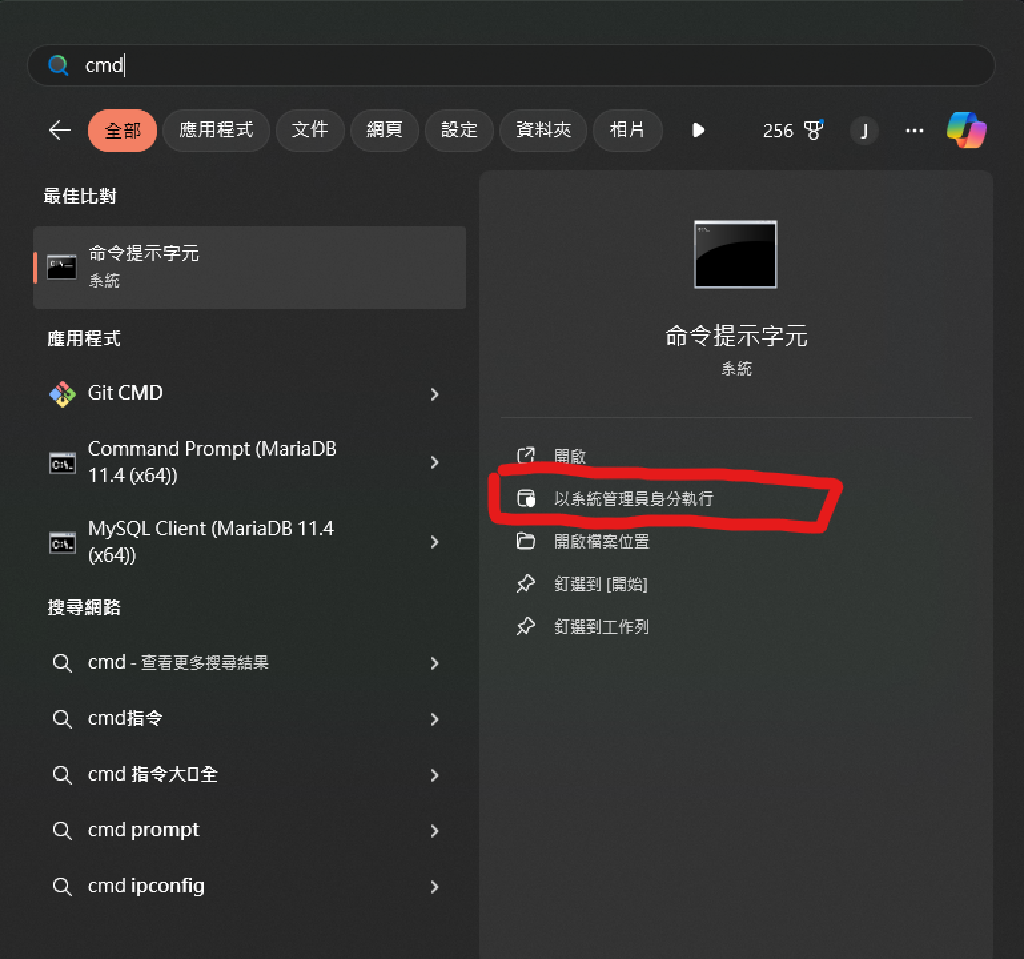 cmd
全部 應用程式 文件 網頁 設定 資料夾 相片 256 J
最佳比對
命令提示字元
系統
應用程式
Git CMD
Command Prompt (MariaDB
11.4 (x64))
MySQL Client (MariaDB 11.4
(x64))
搜尋網路
cmd - 查看更多搜尋結果
cmd指令
cmd 指令大▯全
cmd prompt
cmd ipconfig
命令提示字元
系統
開啟
以系統管理員身分執行
開啟檔案位置
釘選到 [開始]
釘選到工作列